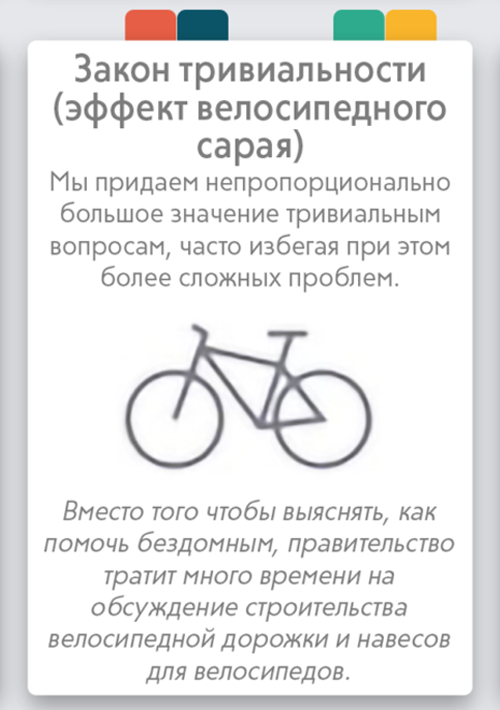 Закон тривиальности
(эффект велосипедного
сарая)
Мы придаем непропорционально
большое значение тривиальным
вопросам, часто избегая при этом
более сложных проблем.
Вместо того чтобы выяснять, как
помочь бездомным, правительство
тратит много времени на
обсуждение строительства
велосипедной дорожки и навесов
для велосипедов.